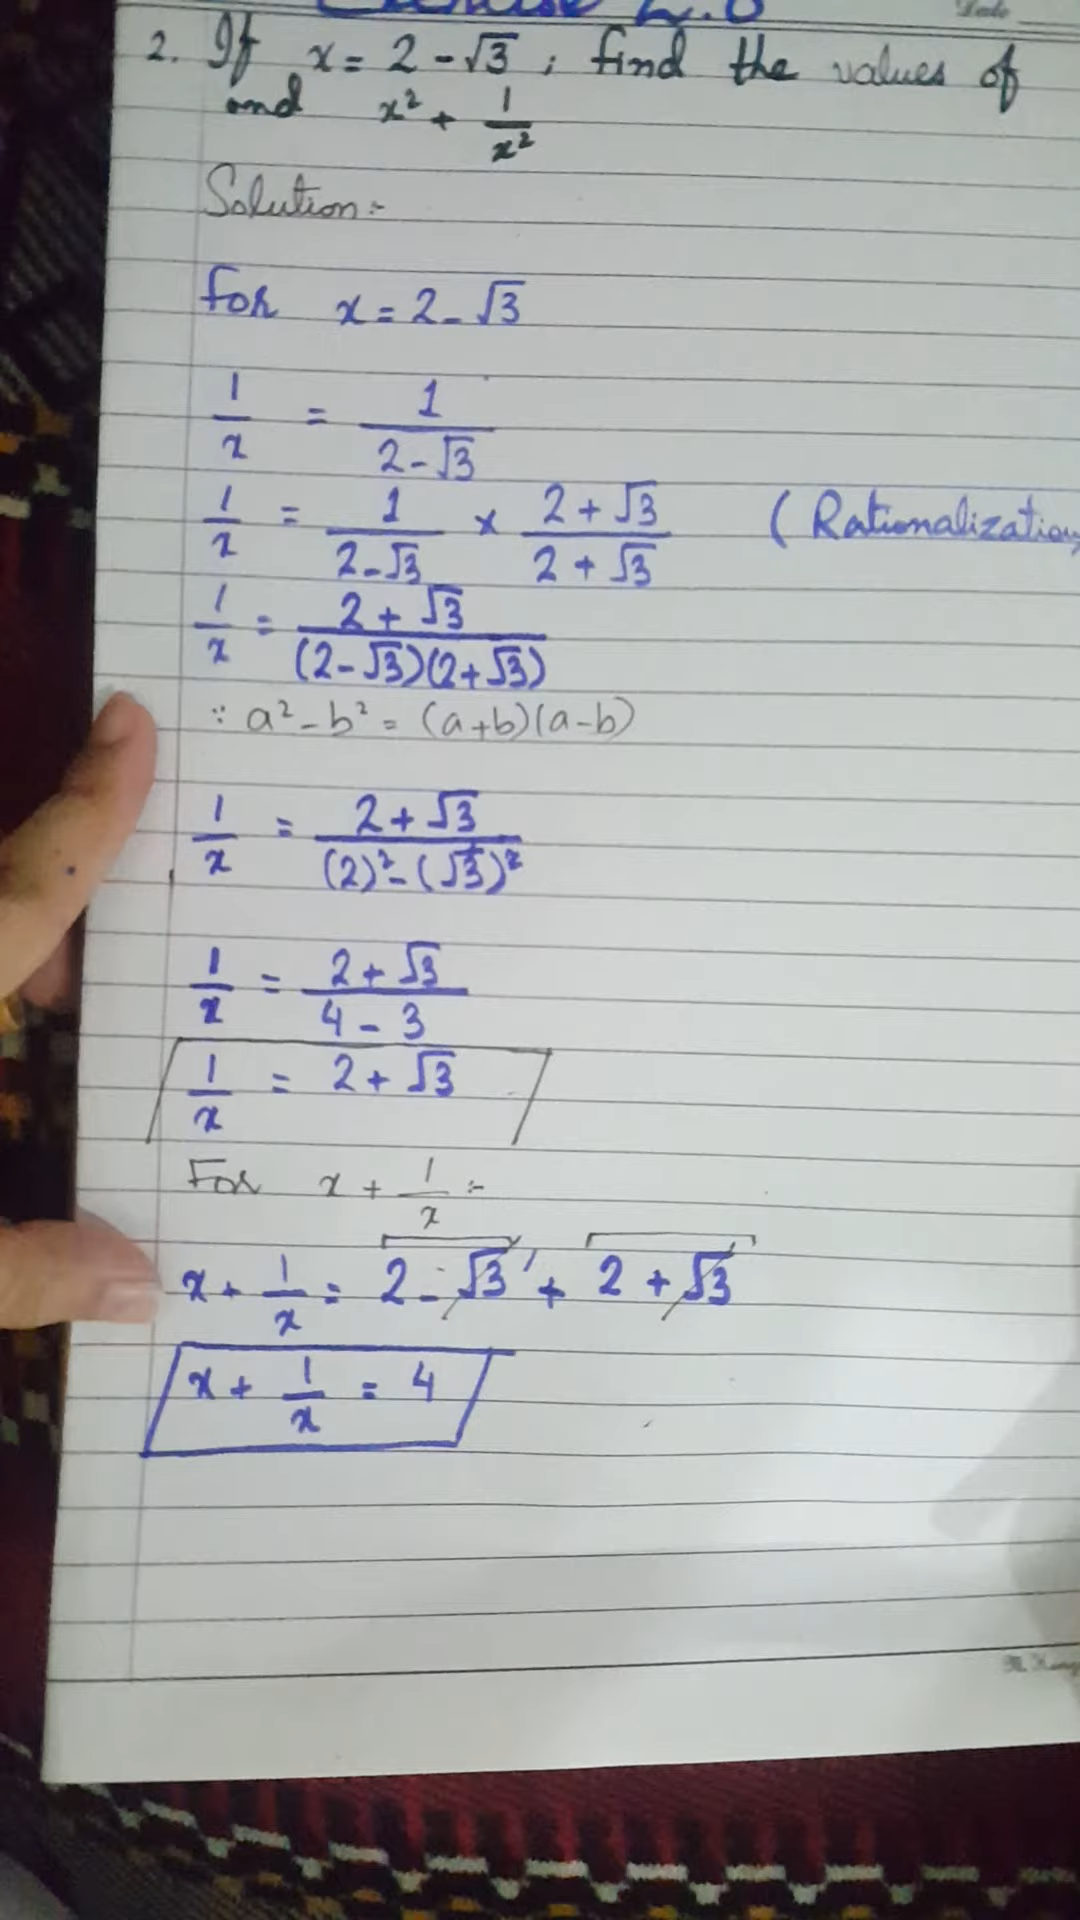 2. If x = 2 - √3 ; find the values of
and x² + 1/x²
Solution:-
For x = 2 - √3
1/x = 1/(2 - √3)
1/x = 1/(2 - √3) × (2 + √3)/(2 + √3) (Rationalization
1/x = (2 + √3)/((2 - √3)(2 + √3))
∵ a² - b² = (a + b)(a - b)
1/x = (2 + √3)/((2)² - (√3)²)
1/x = (2 + √3)/(4 - 3)
1/x = 2 + √3
For x + 1/x :-
x + 1/x = 2 - √3 + 2 + √3
x + 1/x = 4